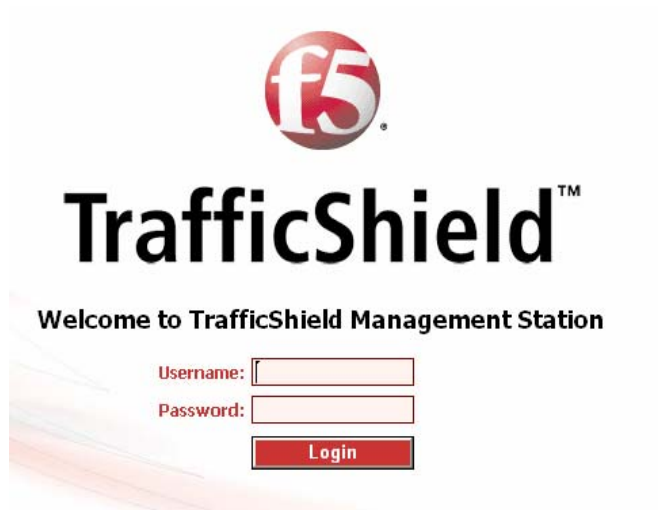 f5®
TrafficShield™
Welcome to TrafficShield Management Station
Username:
Password:
Login